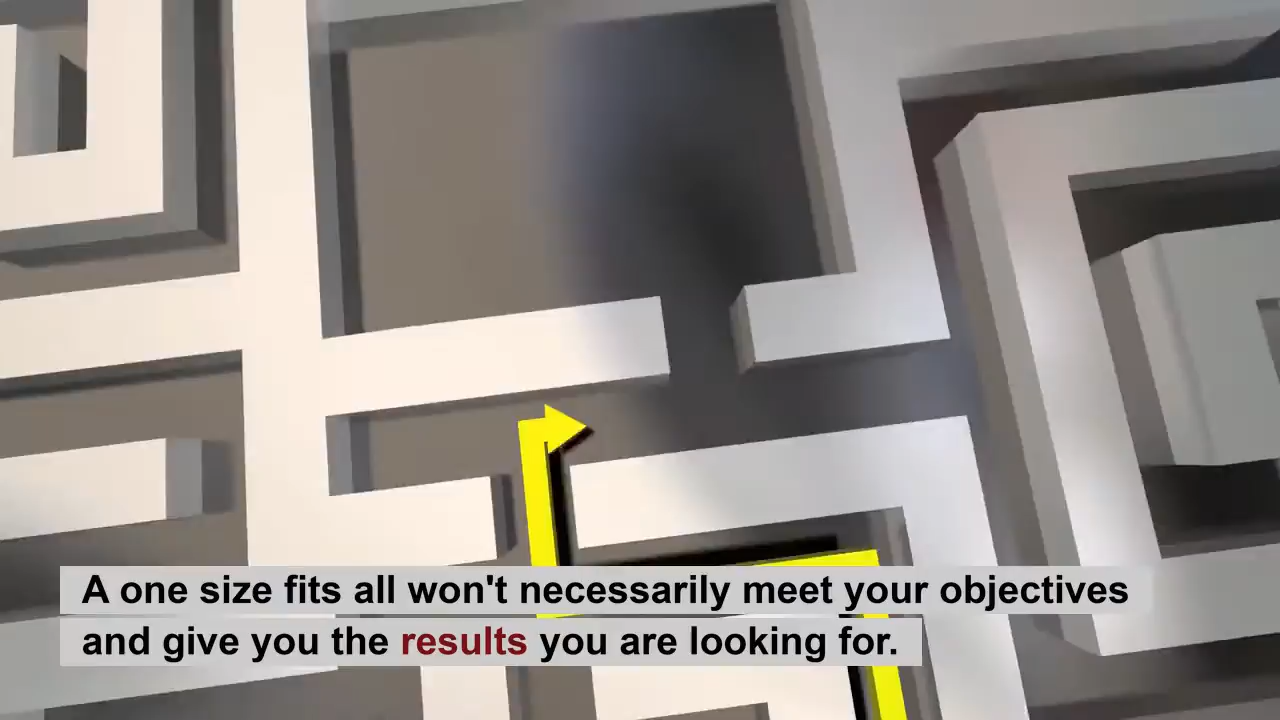 A one size fits all won't necessarily meet your objectives
and give you the results you are looking for.